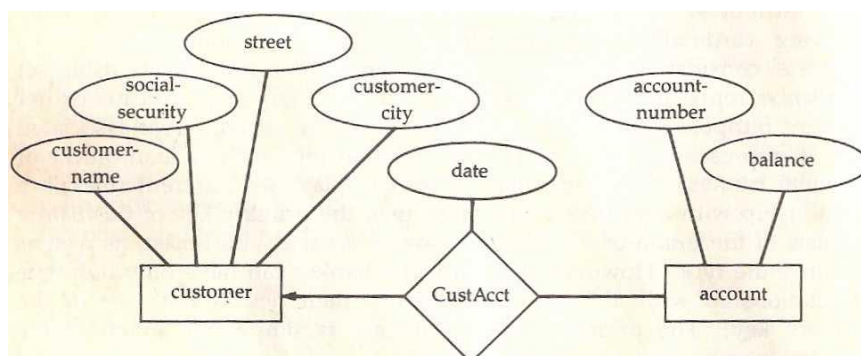 street
social-
security
customer-
city
account-
number
customer-
name
date
balance
customer
CustAcct
account